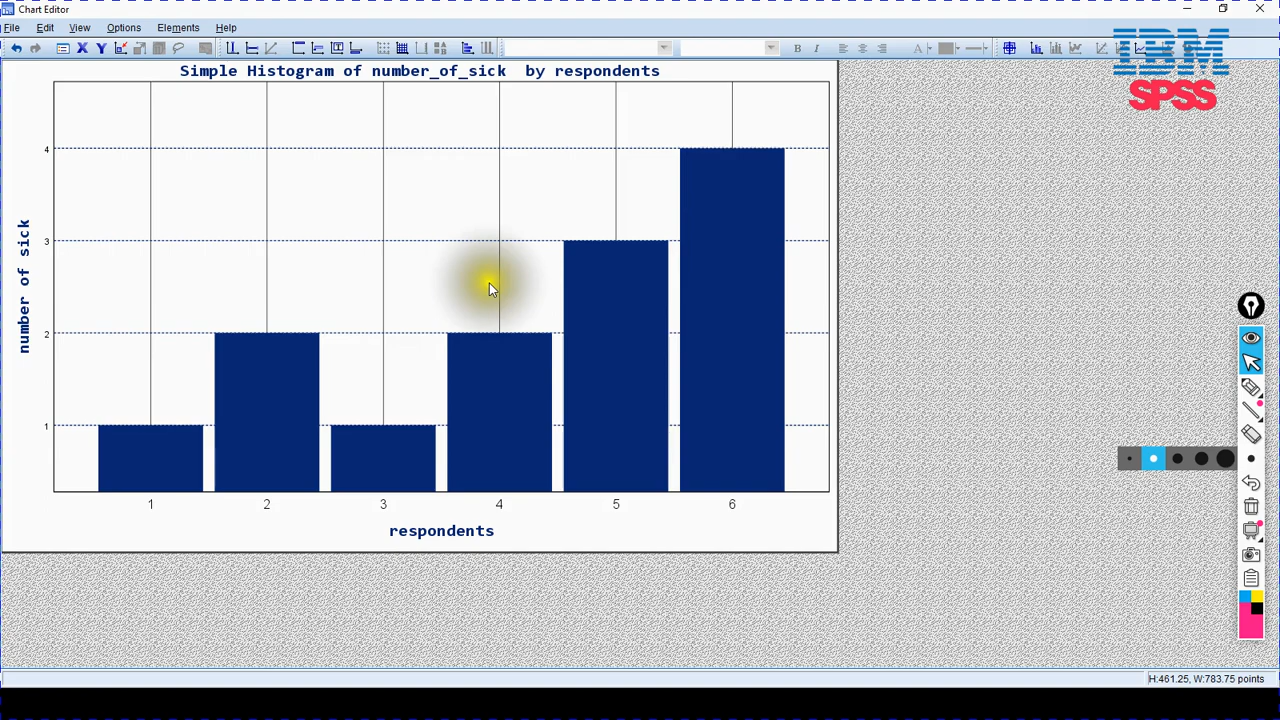 Chart Editor
File Edit View Options Elements Help
B I A
IBM
SPSS
Simple Histogram of number_of_sick by respondents
number of sick
4
3
2
1
1 2 3 4 5 6
respondents
H:461.25, W:783.75 points